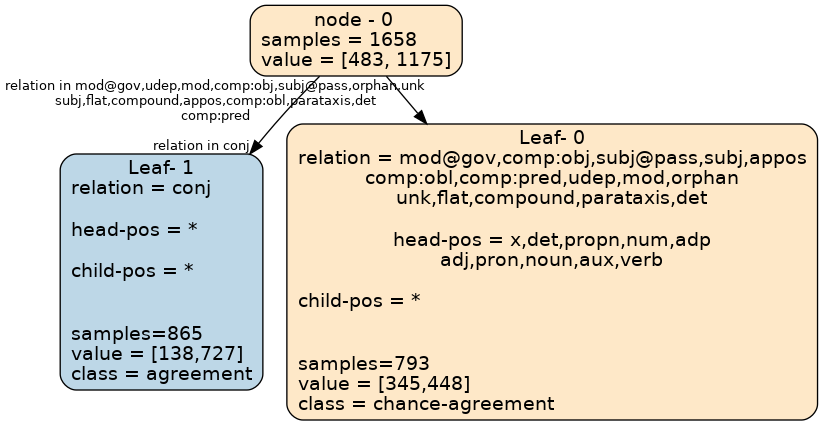 node - 0
samples = 1658
value = [483, 1175]
relation in mod@gov,udep,mod,comp:obj,subj@pass,orphan,unk
subj,flat,compound,appos,comp:obl,parataxis,det
comp:pred
relation in conj
Leaf- 1
relation = conj
head-pos = *
child-pos = *
samples=865
value = [138,727]
class = agreement
Leaf- 0
relation = mod@gov,comp:obj,subj@pass,subj,appos
comp:obl,comp:pred,udep,mod,orphan
unk,flat,compound,parataxis,det
head-pos = x,det,propn,num,adp
adj,pron,noun,aux,verb
child-pos = *
samples=793
value = [345,448]
class = chance-agreement